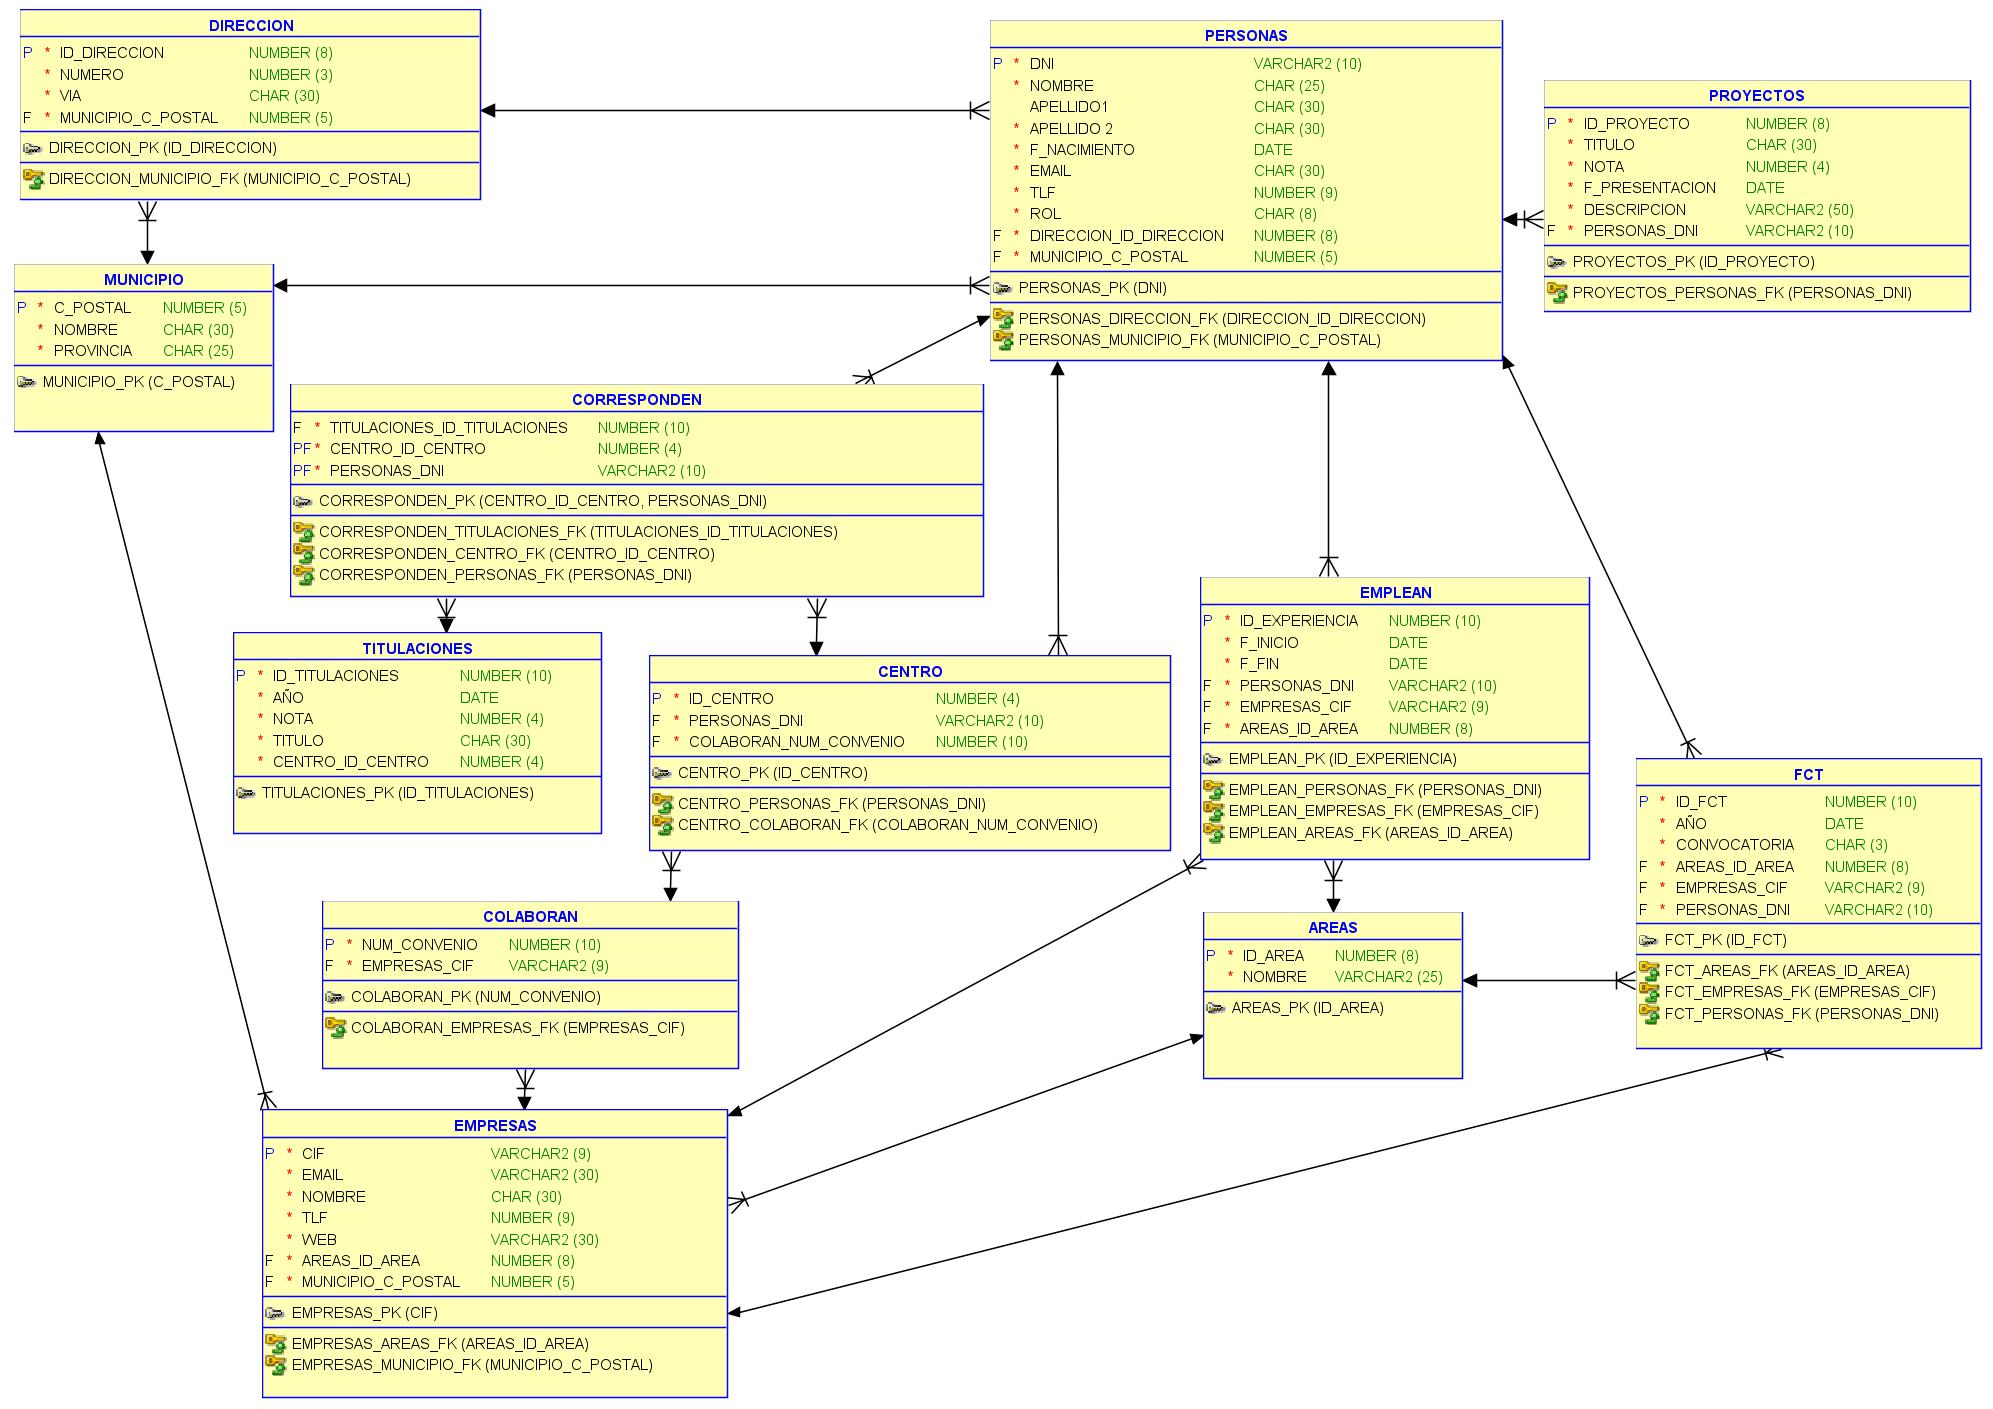 DIRECCION
P * ID_DIRECCION NUMBER (8)
* NUMERO NUMBER (3)
* VIA CHAR (30)
F * MUNICIPIO_C_POSTAL NUMBER (5)
DIRECCION_PK (ID_DIRECCION)
DIRECCION_MUNICIPIO_FK (MUNICIPIO_C_POSTAL)
PERSONAS
P * DNI VARCHAR2 (10)
* NOMBRE CHAR (25)
APELLIDO1 CHAR (30)
* APELLIDO 2 CHAR (30)
* F_NACIMIENTO DATE
* EMAIL CHAR (30)
* TLF NUMBER (9)
* ROL CHAR (8)
F * DIRECCION_ID_DIRECCION NUMBER (8)
F * MUNICIPIO_C_POSTAL NUMBER (5)
PERSONAS_PK (DNI)
PERSONAS_DIRECCION_FK (DIRECCION_ID_DIRECCION)
PERSONAS_MUNICIPIO_FK (MUNICIPIO_C_POSTAL)
PROYECTOS
P * ID_PROYECTO NUMBER (8)
* TITULO CHAR (30)
* NOTA NUMBER (4)
* F_PRESENTACION DATE
* DESCRIPCION VARCHAR2 (50)
F * PERSONAS_DNI VARCHAR2 (10)
PROYECTOS_PK (ID_PROYECTO)
PROYECTOS_PERSONAS_FK (PERSONAS_DNI)
MUNICIPIO
P * C_POSTAL NUMBER (5)
* NOMBRE CHAR (30)
* PROVINCIA CHAR (25)
MUNICIPIO_PK (C_POSTAL)
CORRESPONDEN
F * TITULACIONES_ID_TITULACIONES NUMBER (10)
PF * CENTRO_ID_CENTRO NUMBER (4)
PF * PERSONAS_DNI VARCHAR2 (10)
CORRESPONDEN_PK (CENTRO_ID_CENTRO, PERSONAS_DNI)
CORRESPONDEN_TITULACIONES_FK (TITULACIONES_ID_TITULACIONES)
CORRESPONDEN_CENTRO_FK (CENTRO_ID_CENTRO)
CORRESPONDEN_PERSONAS_FK (PERSONAS_DNI)
TITULACIONES
P * ID_TITULACIONES NUMBER (10)
* AÑO DATE
* NOTA NUMBER (4)
* TITULO CHAR (30)
* CENTRO_ID_CENTRO NUMBER (4)
TITULACIONES_PK (ID_TITULACIONES)
CENTRO
P * ID_CENTRO NUMBER (4)
F * PERSONAS_DNI VARCHAR2 (10)
F * COLABORAN_NUM_CONVENIO NUMBER (10)
CENTRO_PK (ID_CENTRO)
CENTRO_PERSONAS_FK (PERSONAS_DNI)
CENTRO_COLABORAN_FK (COLABORAN_NUM_CONVENIO)
EMPLEAN
P * ID_EXPERIENCIA NUMBER (10)
* F_INICIO DATE
* F_FIN DATE
F * PERSONAS_DNI VARCHAR2 (10)
F * EMPRESAS_CIF VARCHAR2 (9)
F * AREAS_ID_AREA NUMBER (8)
EMPLEAN_PK (ID_EXPERIENCIA)
EMPLEAN_PERSONAS_FK (PERSONAS_DNI)
EMPLEAN_EMPRESAS_FK (EMPRESAS_CIF)
EMPLEAN_AREAS_FK (AREAS_ID_AREA)
FCT
P * ID_FCT NUMBER (10)
* AÑO DATE
* CONVOCATORIA CHAR (3)
F * AREAS_ID_AREA NUMBER (8)
F * EMPRESAS_CIF VARCHAR2 (9)
F * PERSONAS_DNI VARCHAR2 (10)
FCT_PK (ID_FCT)
FCT_AREAS_FK (AREAS_ID_AREA)
FCT_EMPRESAS_FK (EMPRESAS_CIF)
FCT_PERSONAS_FK (PERSONAS_DNI)
COLABORAN
P * NUM_CONVENIO NUMBER (10)
F * EMPRESAS_CIF VARCHAR2 (9)
COLABORAN_PK (NUM_CONVENIO)
COLABORAN_EMPRESAS_FK (EMPRESAS_CIF)
AREAS
P * ID_AREA NUMBER (8)
* NOMBRE VARCHAR2 (25)
AREAS_PK (ID_AREA)
EMPRESAS
P * CIF VARCHAR2 (9)
* EMAIL VARCHAR2 (30)
* NOMBRE CHAR (30)
* TLF NUMBER (9)
* WEB VARCHAR2 (30)
F * AREAS_ID_AREA NUMBER (8)
F * MUNICIPIO_C_POSTAL NUMBER (5)
EMPRESAS_PK (CIF)
EMPRESAS_AREAS_FK (AREAS_ID_AREA)
EMPRESAS_MUNICIPIO_FK (MUNICIPIO_C_POSTAL)